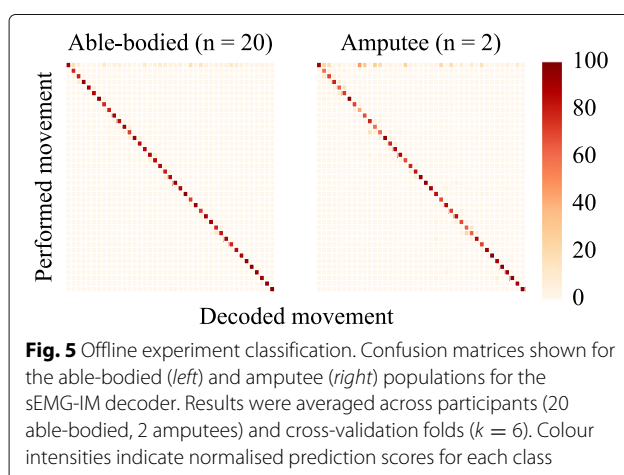 Able-bodied (n = 20)
Amputee (n = 2)
100
80
60
40
20
0
Performed movement
Decoded movement
Fig. 5 Offline experiment classification. Confusion matrices shown for
the able-bodied (left) and amputee (right) populations for the
sEMG-IM decoder. Results were averaged across participants (20
able-bodied, 2 amputees) and cross-validation folds (k = 6). Colour
intensities indicate normalised prediction scores for each class